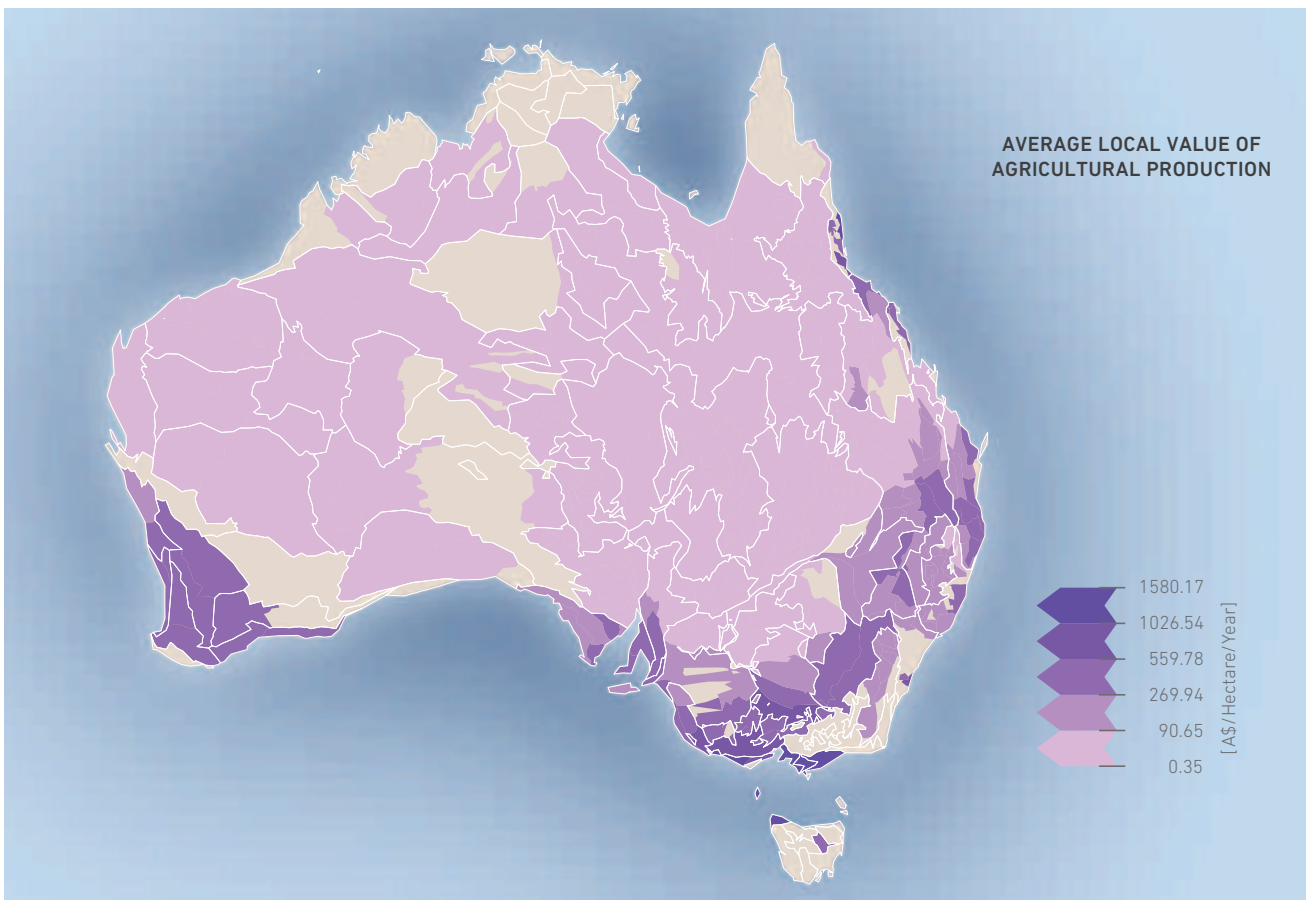 AVERAGE LOCAL VALUE OF
AGRICULTURAL PRODUCTION
1580.17
1026.54
559.78
269.94
90.65
0.35
[A$/Hectare/Year]